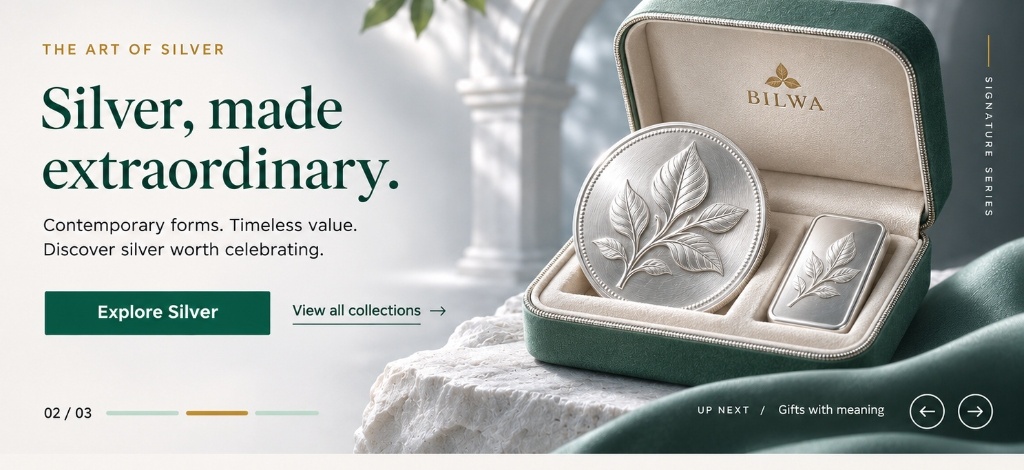 THE ART OF SILVER
Silver, made
extraordinary.
Contemporary forms. Timeless value.
Discover silver worth celebrating.
Explore Silver
View all collections →
02 / 03
BILWA
SIGNATURE SERIES
UP NEXT / Gifts with meaning
← →